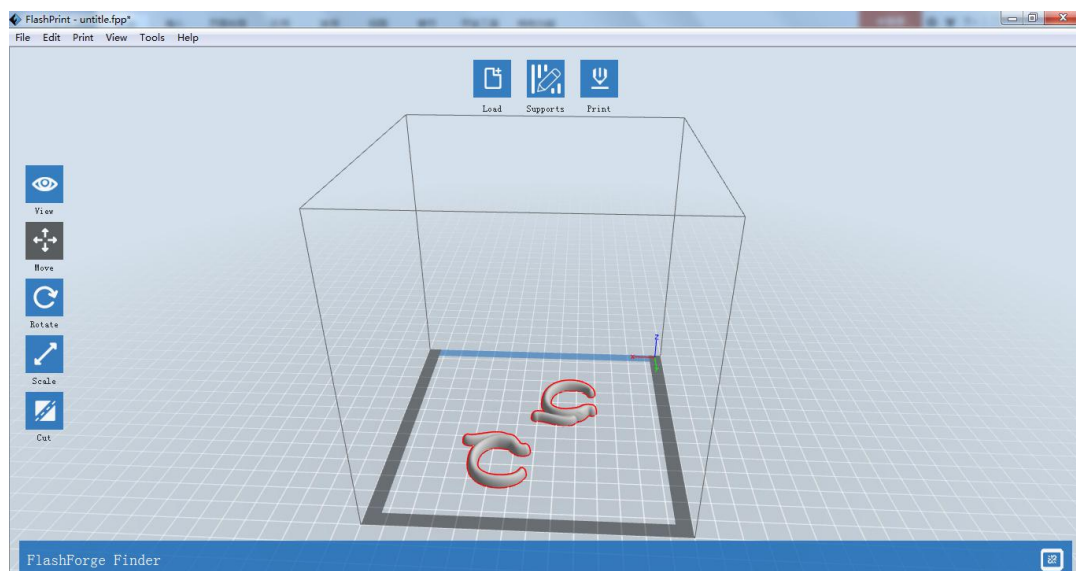 FlashPrint - untitle.fpp*
File Edit Print View Tools Help
Load Supports Print
View
Move
Rotate
Scale
Cut
FlashForge Finder